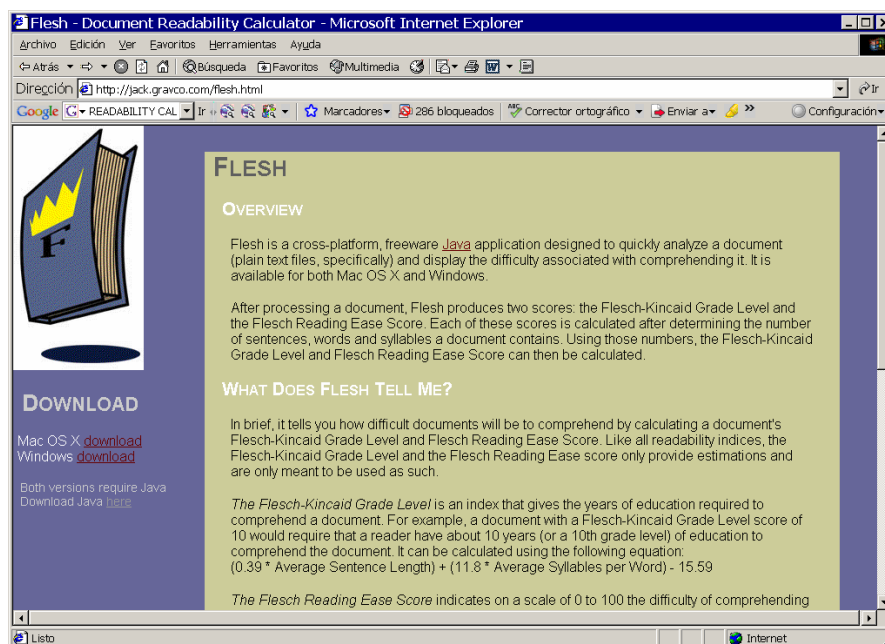 Flesh - Document Readability Calculator - Microsoft Internet Explorer
Archivo Edición Ver Favoritos Herramientas Ayuda
Atrás Búsqueda Favoritos Multimedia
Dirección http://jack.gravco.com/flesh.html Ir
Google READABILITY CAL Ir Marcadores 286 bloqueados ABC Corrector ortográfico Enviar a » Configuración
F
FLESH
OVERVIEW
Flesh is a cross-platform, freeware Java application designed to quickly analyze a document
(plain text files, specifically) and display the difficulty associated with comprehending it. It is
available for both Mac OS X and Windows.
After processing a document, Flesh produces two scores: the Flesch-Kincaid Grade Level and
the Flesch Reading Ease Score. Each of these scores is calculated after determining the number
of sentences, words and syllables a document contains. Using those numbers, the Flesch-Kincaid
Grade Level and Flesch Reading Ease Score can then be calculated.
WHAT DOES FLESH TELL ME?
In brief, it tells you how difficult documents will be to comprehend by calculating a document's
Flesch-Kincaid Grade Level and Flesch Reading Ease Score. Like all readability indices, the
Flesch-Kincaid Grade Level and the Flesch Reading Ease score only provide estimations and
are only meant to be used as such.
The Flesch-Kincaid Grade Level is an index that gives the years of education required to
comprehend a document. For example, a document with a Flesch-Kincaid Grade Level score of
10 would require that a reader have about 10 years (or a 10th grade level) of education to
comprehend the document. It can be calculated using the following equation:
(0.39 * Average Sentence Length) + (11.8 * Average Syllables per Word) - 15.59
The Flesch Reading Ease Score indicates on a scale of 0 to 100 the difficulty of comprehending
DOWNLOAD
Mac OS X download
Windows download
Both versions require Java
Download Java here
Listo Internet